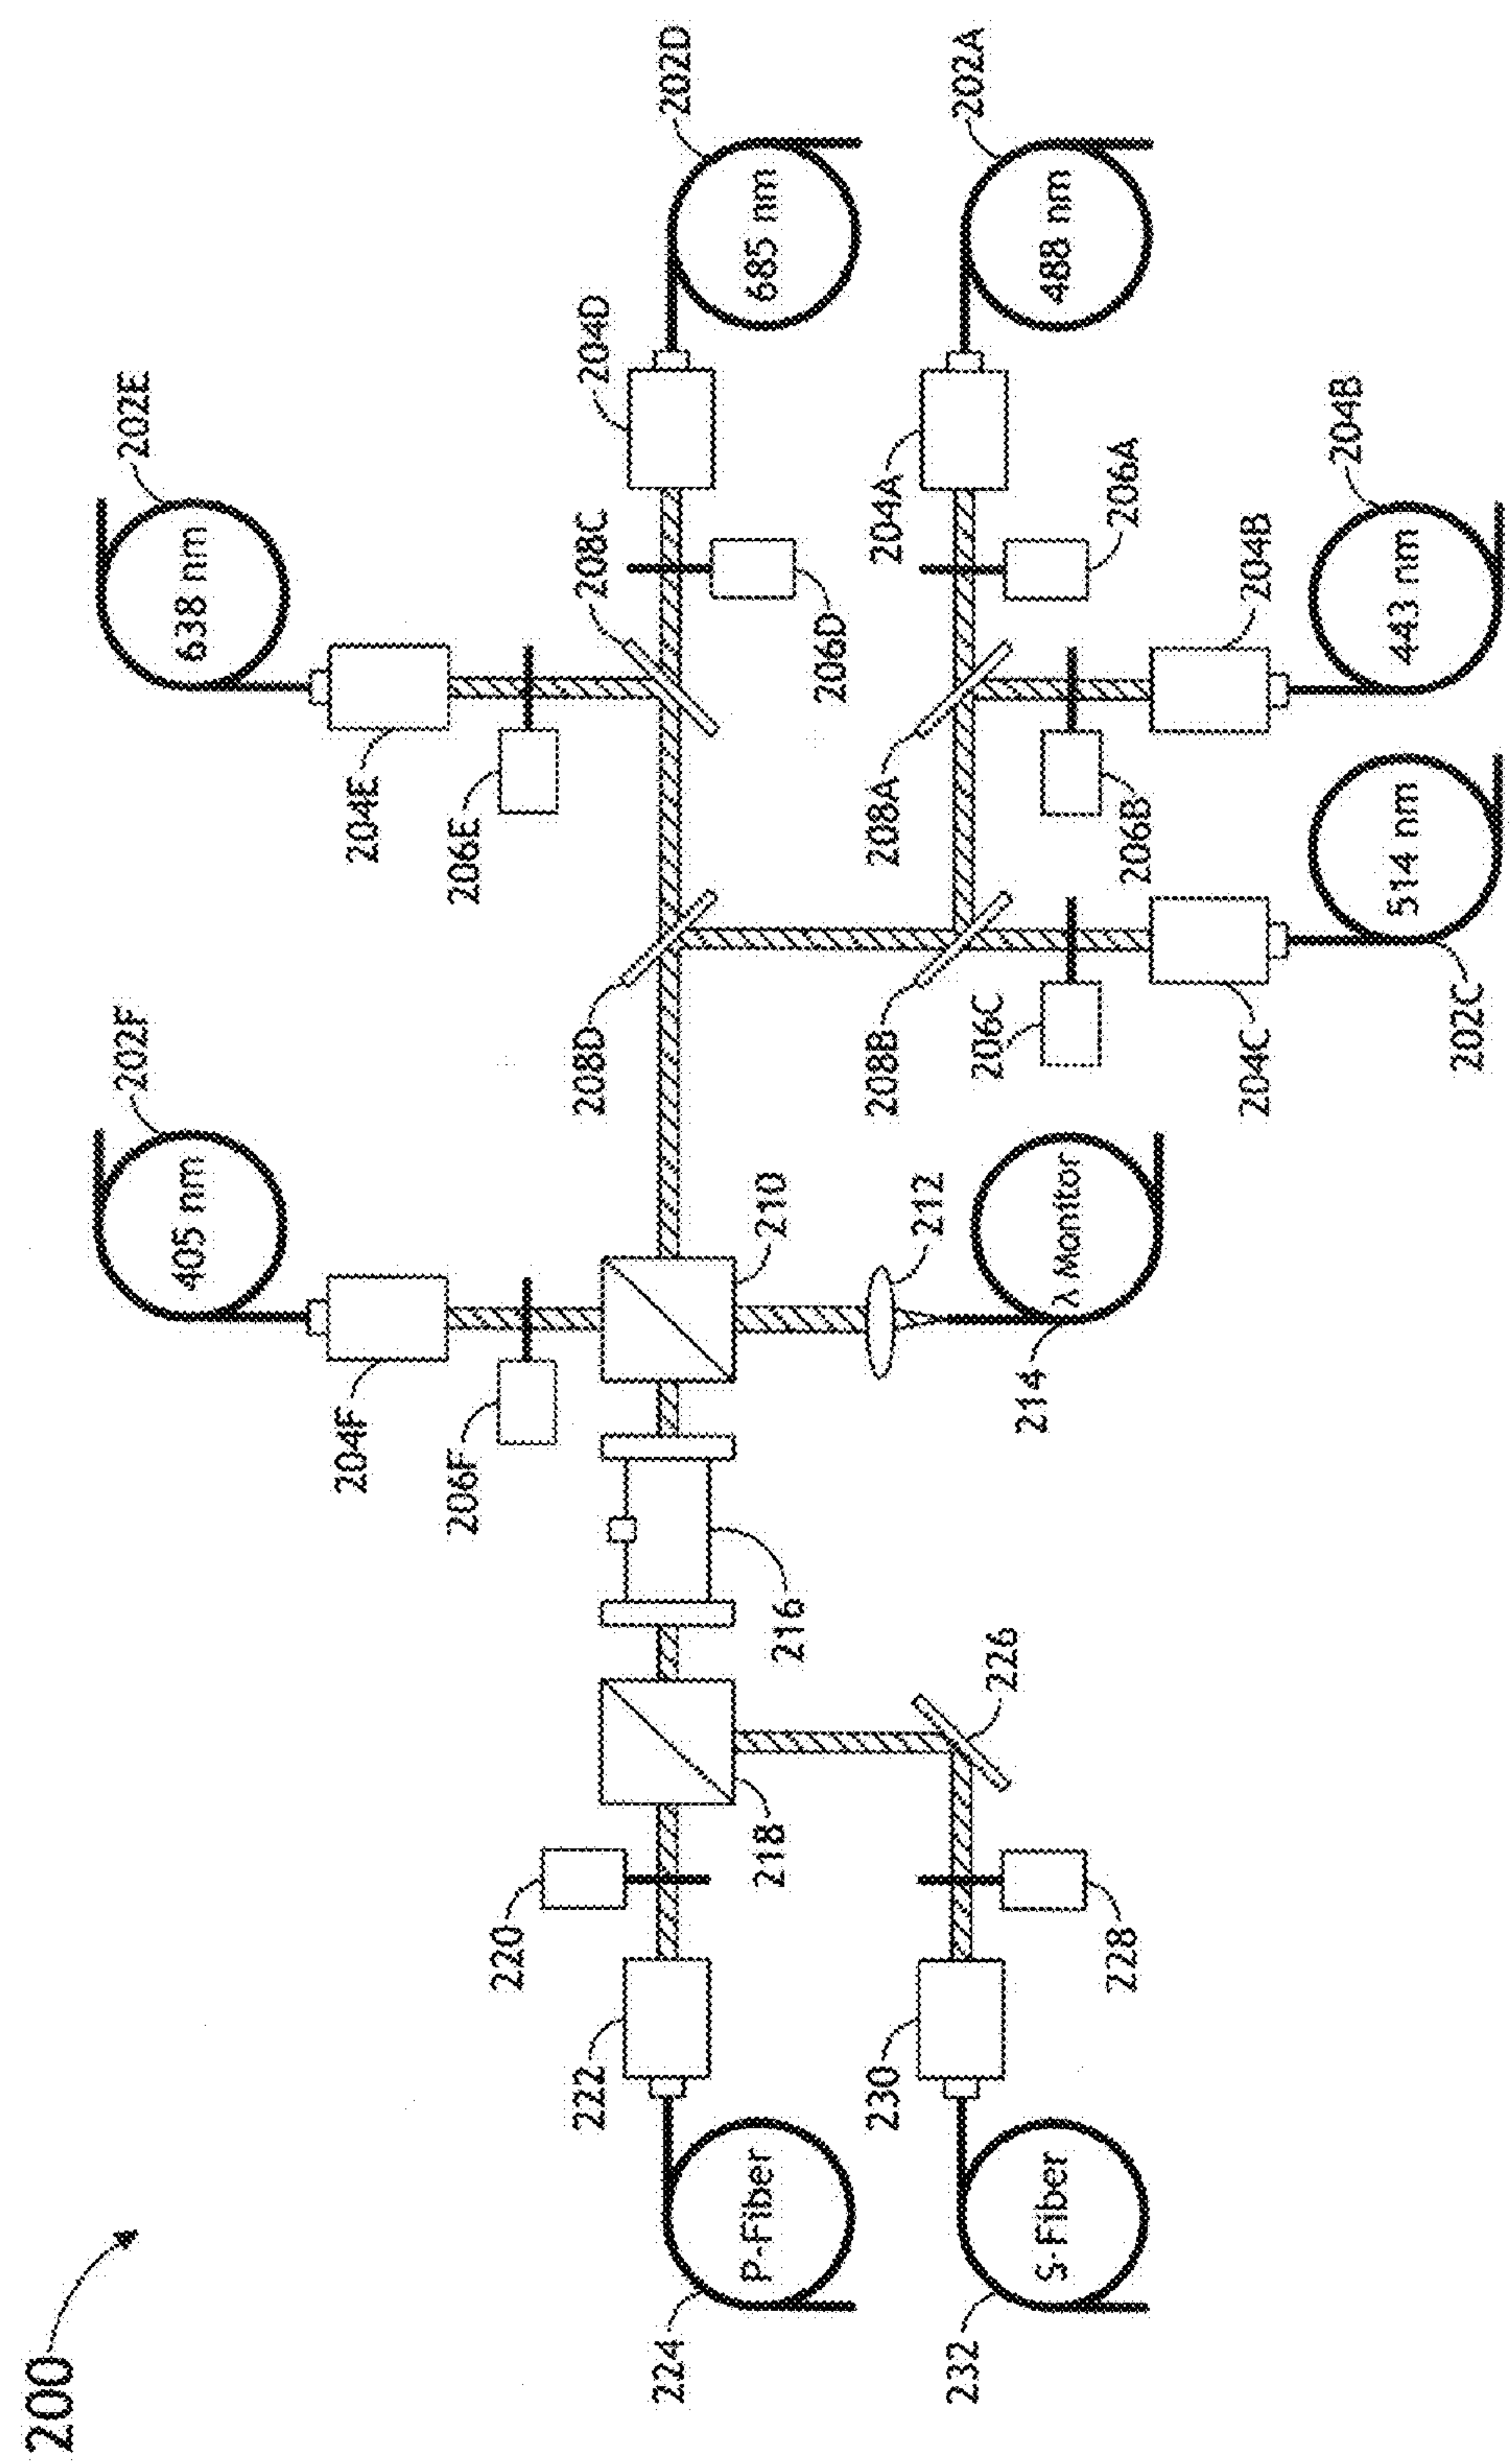 200
202F
202E
405 nm
638 nm
204F
204E
206F
206E
220
222
208D
208C
204D
224
202D
P-Fiber
218
216
210
685 nm
206D
230
208B
208A
204A
212
232
202A
226
206C
214
S-Fiber
λ Monitor
488 nm
228
206B
206A
204C
204B
204B
514 nm
443 nm
202C